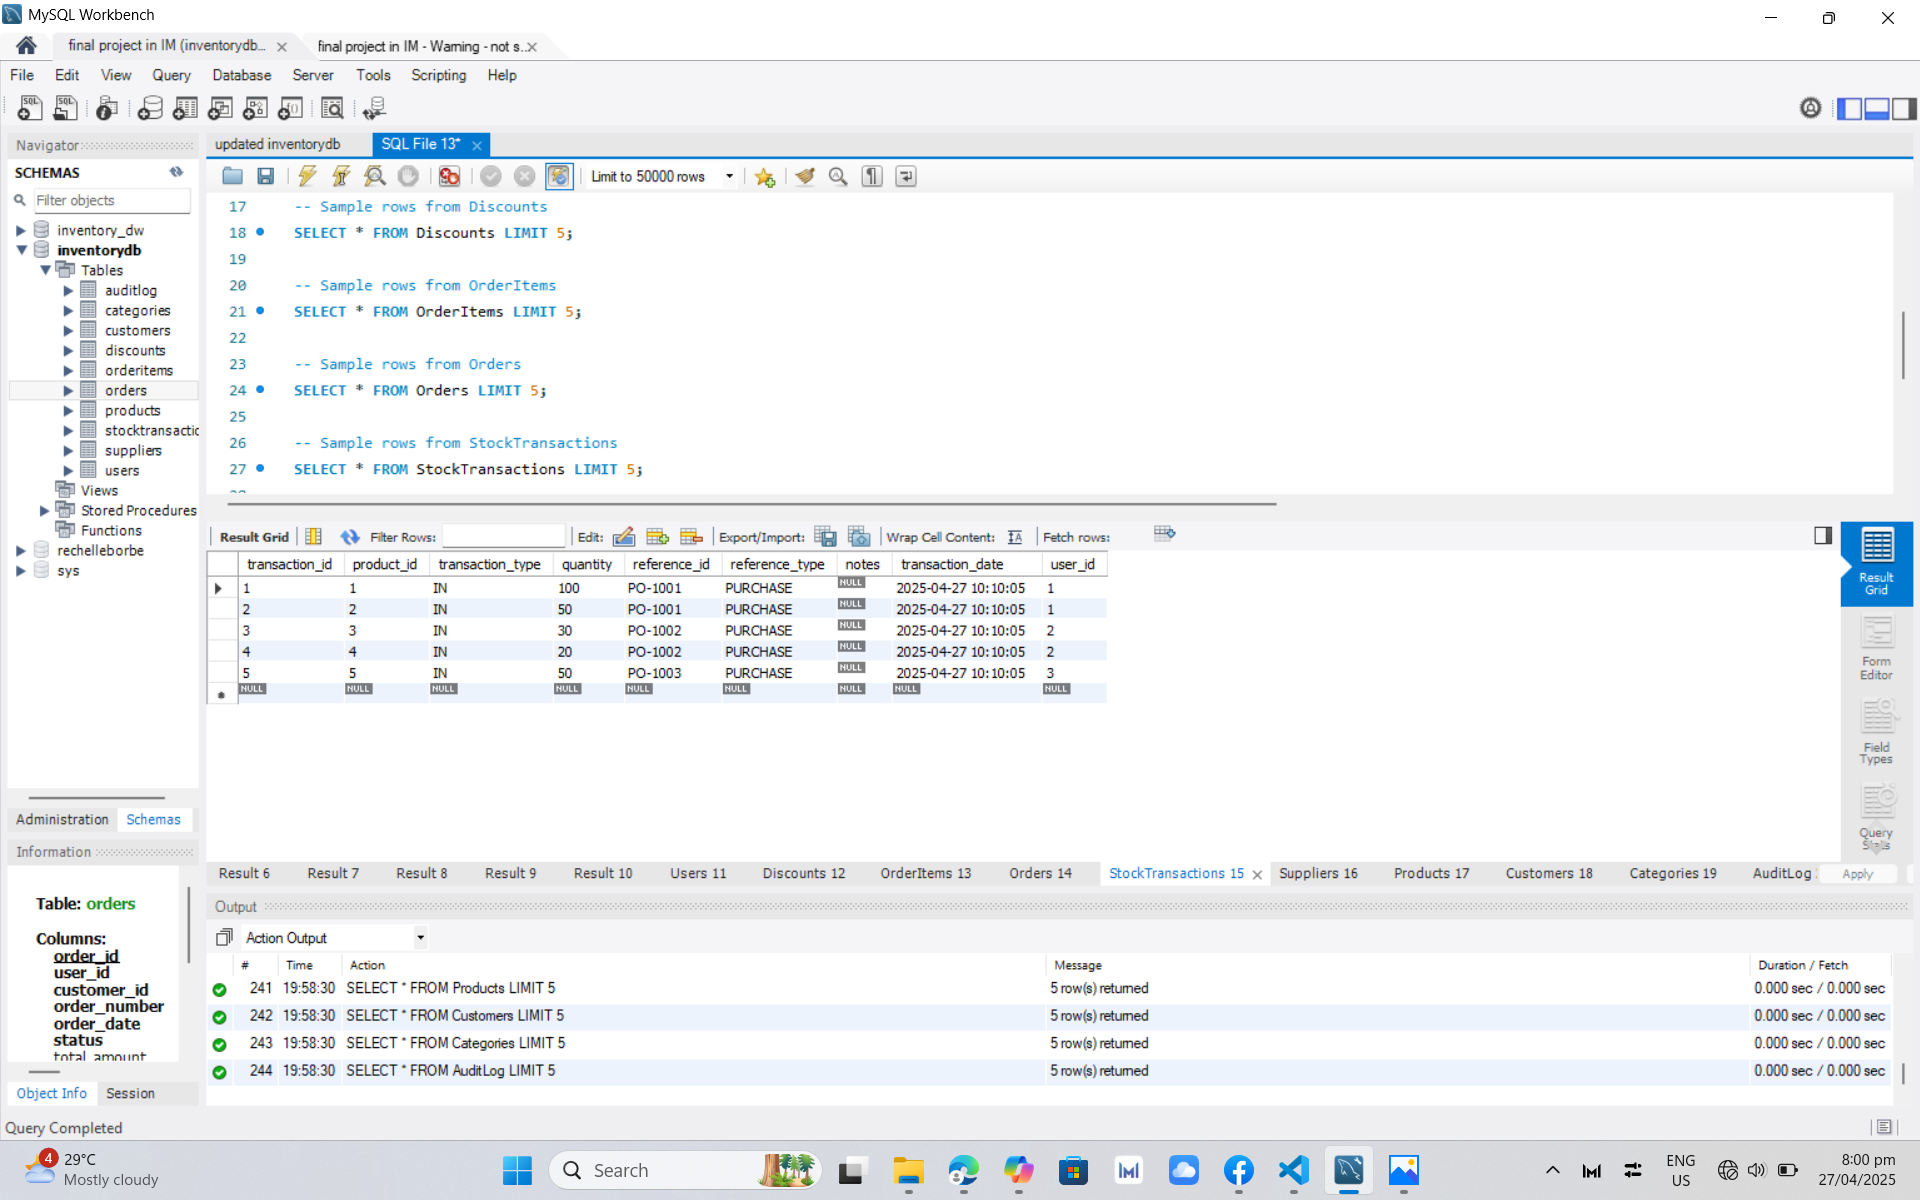 MySQL Workbench
final project in IM (inventorydb...
final project in IM - Warning - not s...
File Edit View Query Database Server Tools Scripting Help
Navigator
SCHEMAS
Filter objects
inventory_dw
inventorydb
Tables
auditlog
categories
customers
discounts
orderitems
orders
products
stocktransactic
suppliers
users
Views
Stored Procedures
Functions
rechelleborbe
sys
Administration Schemas
Information
Table: orders
Columns:
order_id
user_id
customer_id
order_number
order_date
status
total_amount
Object Info Session
updated inventorydb SQL File 13*
Limit to 50000 rows
17 -- Sample rows from Discounts
18 SELECT * FROM Discounts LIMIT 5;
19
20 -- Sample rows from OrderItems
21 SELECT * FROM OrderItems LIMIT 5;
22
23 -- Sample rows from Orders
24 SELECT * FROM Orders LIMIT 5;
25
26 -- Sample rows from StockTransactions
27 SELECT * FROM StockTransactions LIMIT 5;
Result Grid Filter Rows: Edit: Export/Import: Wrap Cell Content: Fetch rows:
transaction_id product_id transaction_type quantity reference_id reference_type notes transaction_date user_id
1 1 IN 100 PO-1001 PURCHASE NULL 2025-04-27 10:10:05 1
2 2 IN 50 PO-1001 PURCHASE NULL 2025-04-27 10:10:05 1
3 3 IN 30 PO-1002 PURCHASE NULL 2025-04-27 10:10:05 2
4 4 IN 20 PO-1002 PURCHASE NULL 2025-04-27 10:10:05 2
5 5 IN 50 PO-1003 PURCHASE NULL 2025-04-27 10:10:05 3
NULL NULL NULL NULL NULL NULL NULL NULL NULL
Result Grid
Form Editor
Field Types
Query Stats
Result 6 Result 7 Result 8 Result 9 Result 10 Users 11 Discounts 12 OrderItems 13 Orders 14 StockTransactions 15 Suppliers 16 Products 17 Customers 18 Categories 19 AuditLog Apply
Output
Action Output
# Time Action Message Duration / Fetch
241 19:58:30 SELECT * FROM Products LIMIT 5 5 row(s) returned 0.000 sec / 0.000 sec
242 19:58:30 SELECT * FROM Customers LIMIT 5 5 row(s) returned 0.000 sec / 0.000 sec
243 19:58:30 SELECT * FROM Categories LIMIT 5 5 row(s) returned 0.000 sec / 0.000 sec
244 19:58:30 SELECT * FROM AuditLog LIMIT 5 5 row(s) returned 0.000 sec / 0.000 sec
Query Completed
4
29°C
Mostly cloudy
Search
ENG
US
8:00 pm
27/04/2025